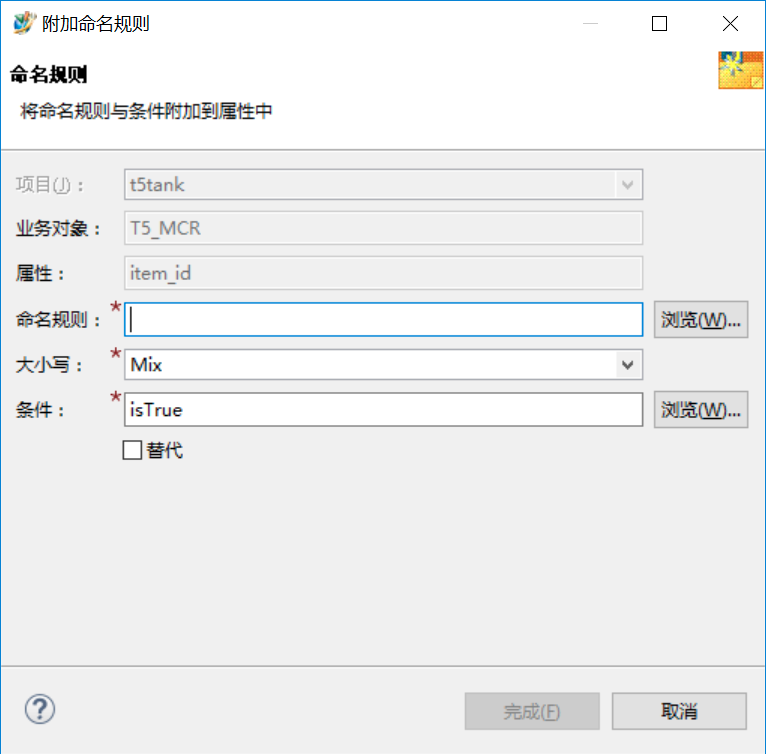 附加命名规则
命名规则
将命名规则与条件附加到属性中
项目(J)： t5tank
业务对象： T5_MCR
属性： item_id
命名规则： * 浏览(W)...
大小写： * Mix
条件： * isTrue 浏览(W)...
替代
? 完成(F) 取消